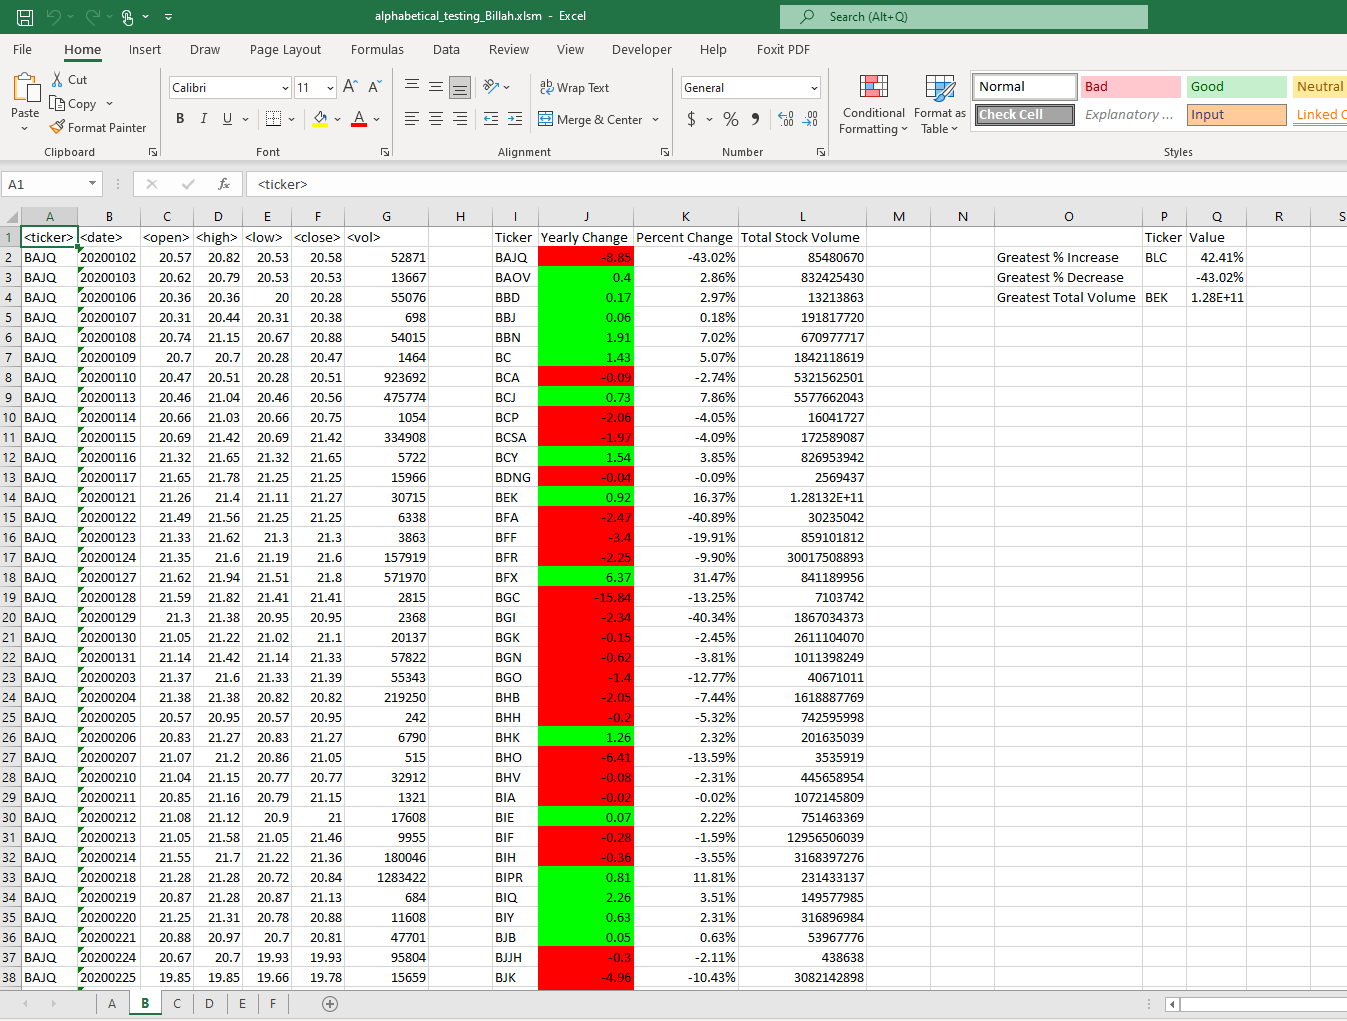 alphabetical_testing_Billah.xlsm - Excel
Search (Alt+Q)
File Home Insert Draw Page Layout Formulas Data Review View Developer Help Foxit PDF
Paste
Cut
Copy
Format Painter
Clipboard
Calibri 11
B I U
Font
Wrap Text
Merge & Center
Alignment
General
$ % 9
Number
Conditional Formatting
Format as Table
Normal Bad Good Neutral
Check Cell Explanatory ... Input Linked C
Styles
A1 fx <ticker>
A B C D E F G H I J K L M N O P Q R S
1 <ticker> <date> <open> <high> <low> <close> <vol> Ticker Yearly Change Percent Change Total Stock Volume Ticker Value
2 BAJQ 20200102 20.57 20.82 20.53 20.58 52871 BAJQ -8.85 -43.02% 85480670 Greatest % Increase BLC 42.41%
3 BAJQ 20200103 20.62 20.79 20.53 20.53 13667 BAOV 0.4 2.86% 832425430 Greatest % Decrease -43.02%
4 BAJQ 20200106 20.36 20.36 20 20.28 55076 BBD 0.17 2.97% 13213863 Greatest Total Volume BEK 1.28E+11
5 BAJQ 20200107 20.31 20.44 20.31 20.38 698 BBJ 0.06 0.18% 191817720
6 BAJQ 20200108 20.74 21.15 20.67 20.88 54015 BBN 1.91 7.02% 670977717
7 BAJQ 20200109 20.7 20.7 20.28 20.47 1464 BC 1.43 5.07% 1842118619
8 BAJQ 20200110 20.47 20.51 20.28 20.51 923692 BCA -0.09 -2.74% 5321562501
9 BAJQ 20200113 20.46 21.04 20.46 20.56 475774 BCJ 0.73 7.86% 5577662043
10 BAJQ 20200114 20.66 21.03 20.66 20.75 1054 BCP -2.06 -4.05% 16041727
11 BAJQ 20200115 20.69 21.42 20.69 21.42 334908 BCSA -1.97 -4.09% 172589087
12 BAJQ 20200116 21.32 21.65 21.32 21.65 5722 BCY 1.54 3.85% 826953942
13 BAJQ 20200117 21.65 21.78 21.25 21.25 15966 BDNG -0.04 -0.09% 2569437
14 BAJQ 20200121 21.26 21.4 21.11 21.27 30715 BEK 0.92 16.37% 1.28132E+11
15 BAJQ 20200122 21.49 21.56 21.25 21.25 6338 BFA -2.47 -40.89% 30235042
16 BAJQ 20200123 21.33 21.62 21.3 21.3 3863 BFF -3.4 -19.91% 859101812
17 BAJQ 20200124 21.35 21.6 21.19 21.6 157919 BFR -2.25 -9.90% 30017508893
18 BAJQ 20200127 21.62 21.94 21.51 21.8 571970 BFX 6.37 31.47% 841189956
19 BAJQ 20200128 21.59 21.82 21.41 21.41 2815 BGC -15.84 -13.25% 7103742
20 BAJQ 20200129 21.3 21.38 20.95 20.95 2368 BGI -2.34 -40.34% 1867034373
21 BAJQ 20200130 21.05 21.22 21.02 21.1 20137 BGK -0.15 -2.45% 2611104070
22 BAJQ 20200131 21.14 21.42 21.14 21.33 57822 BGN -0.62 -3.81% 1011398249
23 BAJQ 20200203 21.37 21.6 21.33 21.39 55343 BGO -1.4 -12.77% 40671011
24 BAJQ 20200204 21.38 21.38 20.82 20.82 219250 BHB -2.05 -7.44% 1618887769
25 BAJQ 20200205 20.57 20.95 20.57 20.95 242 BHH -0.2 -5.32% 742595998
26 BAJQ 20200206 20.83 21.27 20.83 21.27 6790 BHK 1.26 2.32% 201635039
27 BAJQ 20200207 21.07 21.2 20.86 21.05 515 BHO -6.41 -13.59% 3535919
28 BAJQ 20200210 21.04 21.15 20.77 20.77 32912 BHV -0.08 -2.31% 445658954
29 BAJQ 20200211 20.85 21.16 20.79 21.15 1321 BIA -0.02 -0.02% 1072145809
30 BAJQ 20200212 21.08 21.12 20.9 21 17608 BIE 0.07 2.22% 751463369
31 BAJQ 20200213 21.05 21.58 21.05 21.46 9955 BIF -0.28 -1.59% 12956506039
32 BAJQ 20200214 21.55 21.7 21.22 21.36 180046 BIH -0.36 -3.55% 3168397276
33 BAJQ 20200218 21.28 21.28 20.72 20.84 1283422 BIPR 0.81 11.81% 231433137
34 BAJQ 20200219 20.87 21.28 20.87 21.13 684 BIQ 2.26 3.51% 149577985
35 BAJQ 20200220 21.25 21.31 20.78 20.88 11608 BIY 0.63 2.31% 316896984
36 BAJQ 20200221 20.88 20.97 20.7 20.81 47701 BJB 0.05 0.63% 53967776
37 BAJQ 20200224 20.67 20.7 19.93 19.93 95804 BJJH -0.3 -2.11% 438638
38 BAJQ 20200225 19.85 19.85 19.66 19.78 15659 BJK -4.96 -10.43% 3082142898
A B C D E F